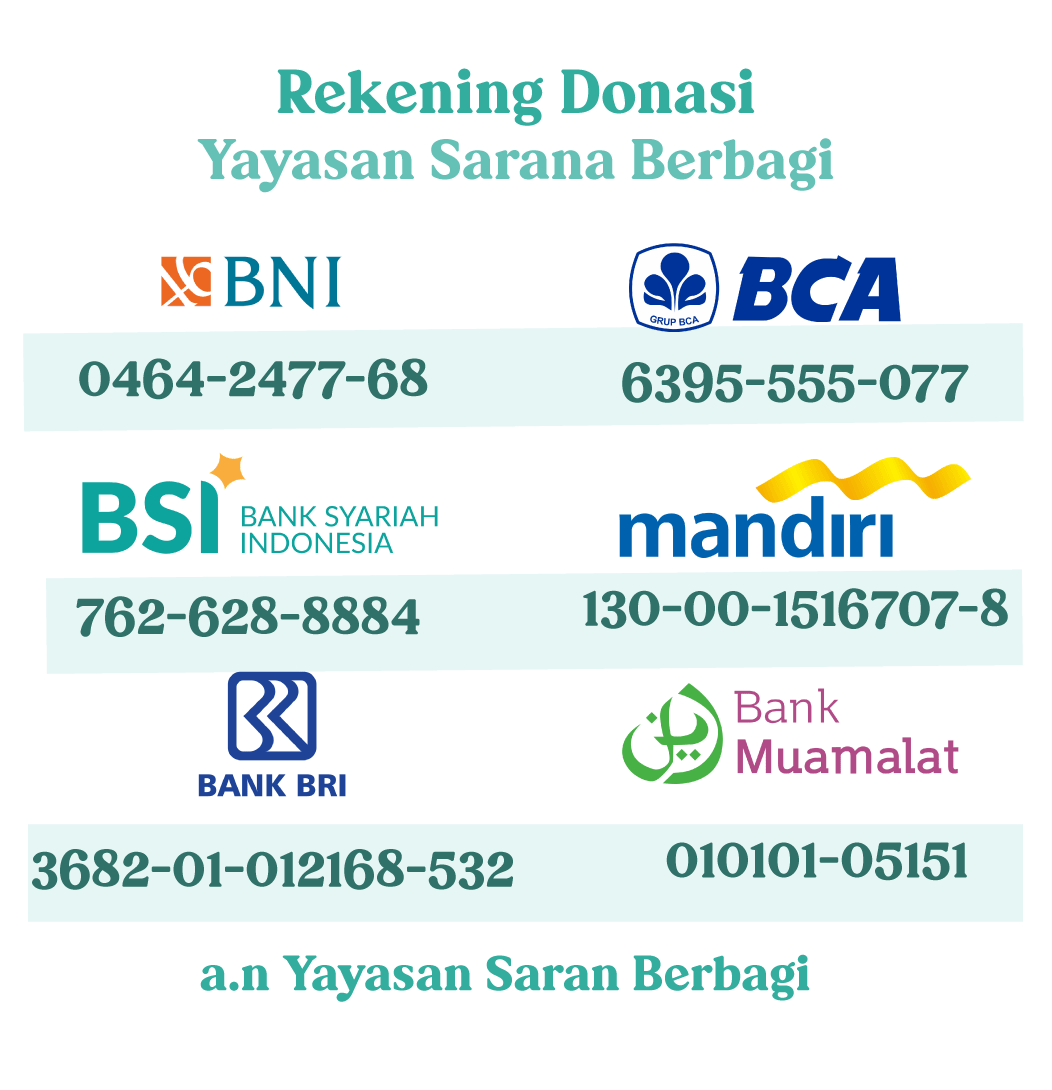 Rekening Donasi
Yayasan Sarana Berbagi
BNI
GRUP BCA
BCA
0464-2477-68
6395-555-077
BSI
BANK SYARIAH
INDONESIA
mandiri
762-628-8884
130-00-1516707-8
BANK BRI
Bank
Muamalat
3682-01-012168-532
010101-05151
a.n Yayasan Saran Berbagi